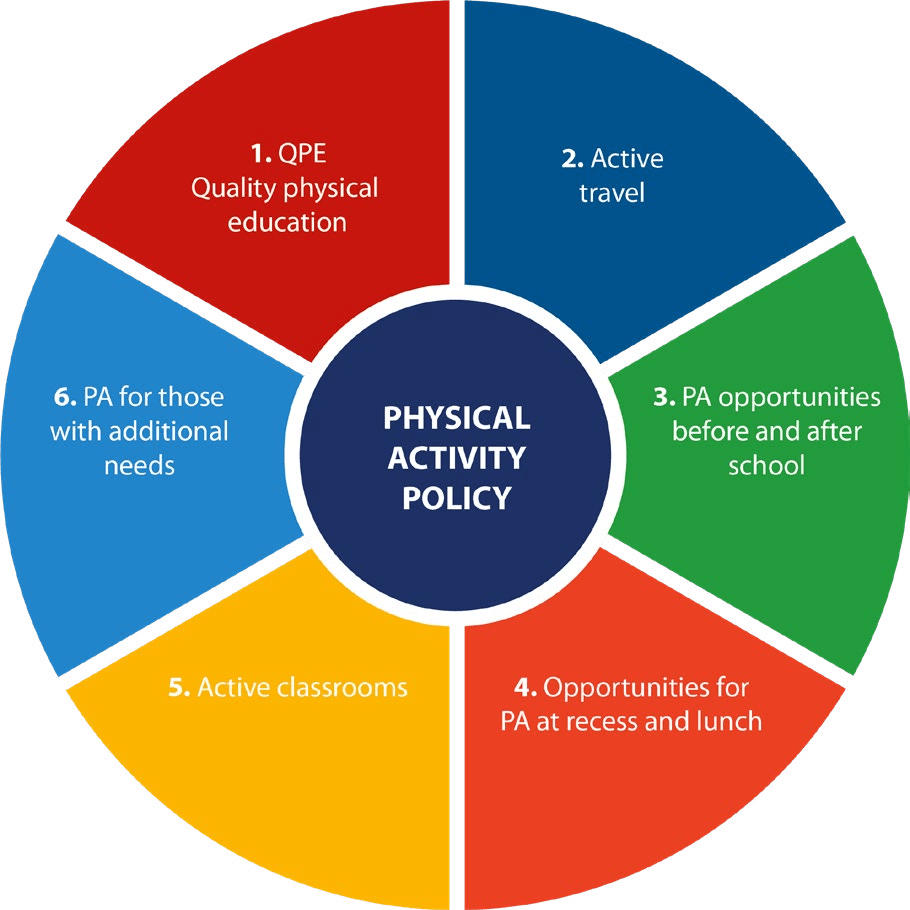 1. QPE
Quality physical
education
2. Active
travel
3. PA opportunities
before and after
school
4. Opportunities for
PA at recess and lunch
5. Active classrooms
6. PA for those
with additional
needs
PHYSICAL
ACTIVITY
POLICY